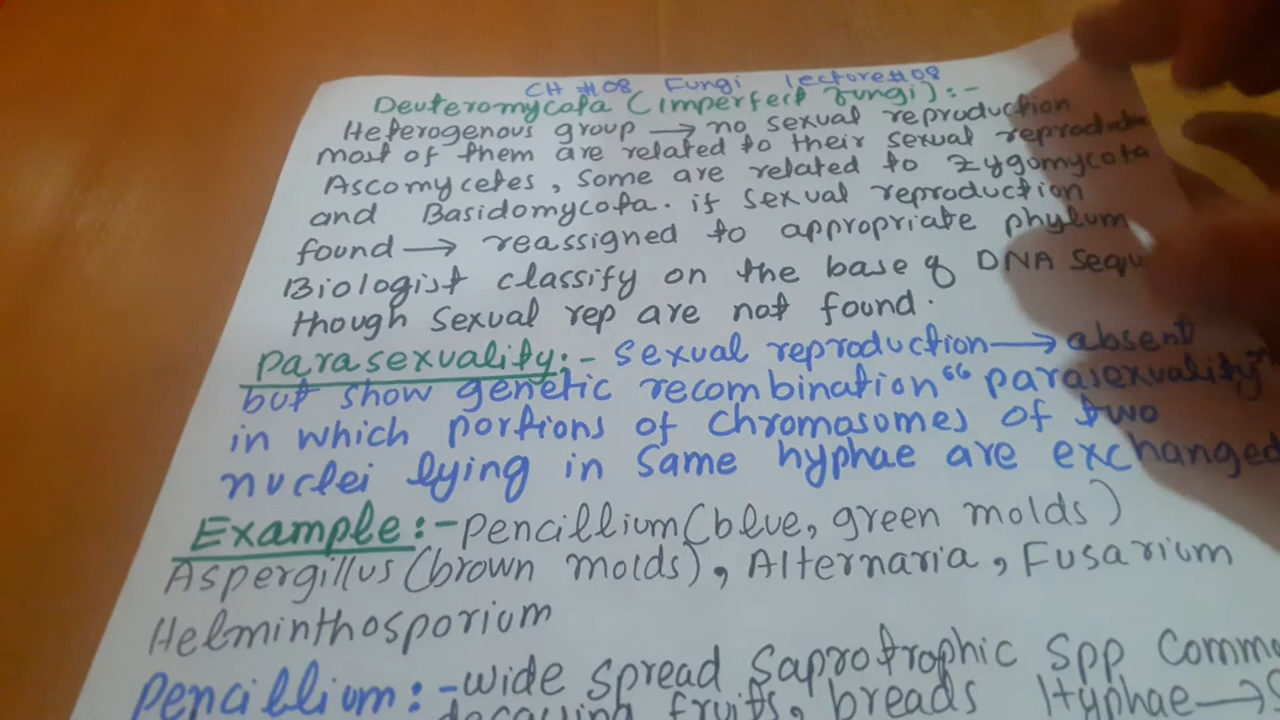 CH #08 Fungi lecture#08
Deuteromycota (Imperfect Fungi):-
Heterogenous group → no sexual reproduction
most of them are related to their sexual
Ascomycetes, some are related to Zygomycota
and Basidomycota. if sexual reproduction
found → reassigned to appropriate phylum
Biologist classify on the base of DNA Sequ
though sexual rep are not found.
Parasexuality:- Sexual reproduction → absent
but show genetic recombination "parasexuality"
in which portions of Chromosomes of two
nuclei lying in same hyphae are exchanged
Example:- Pencillium (blue, green molds)
Aspergillus (brown molds), Alternaria, Fusarium
Helminthosporium
Pencillium:- wide spread Saprotrophic Spp Comm
decaying fruits, breads Hyphae →